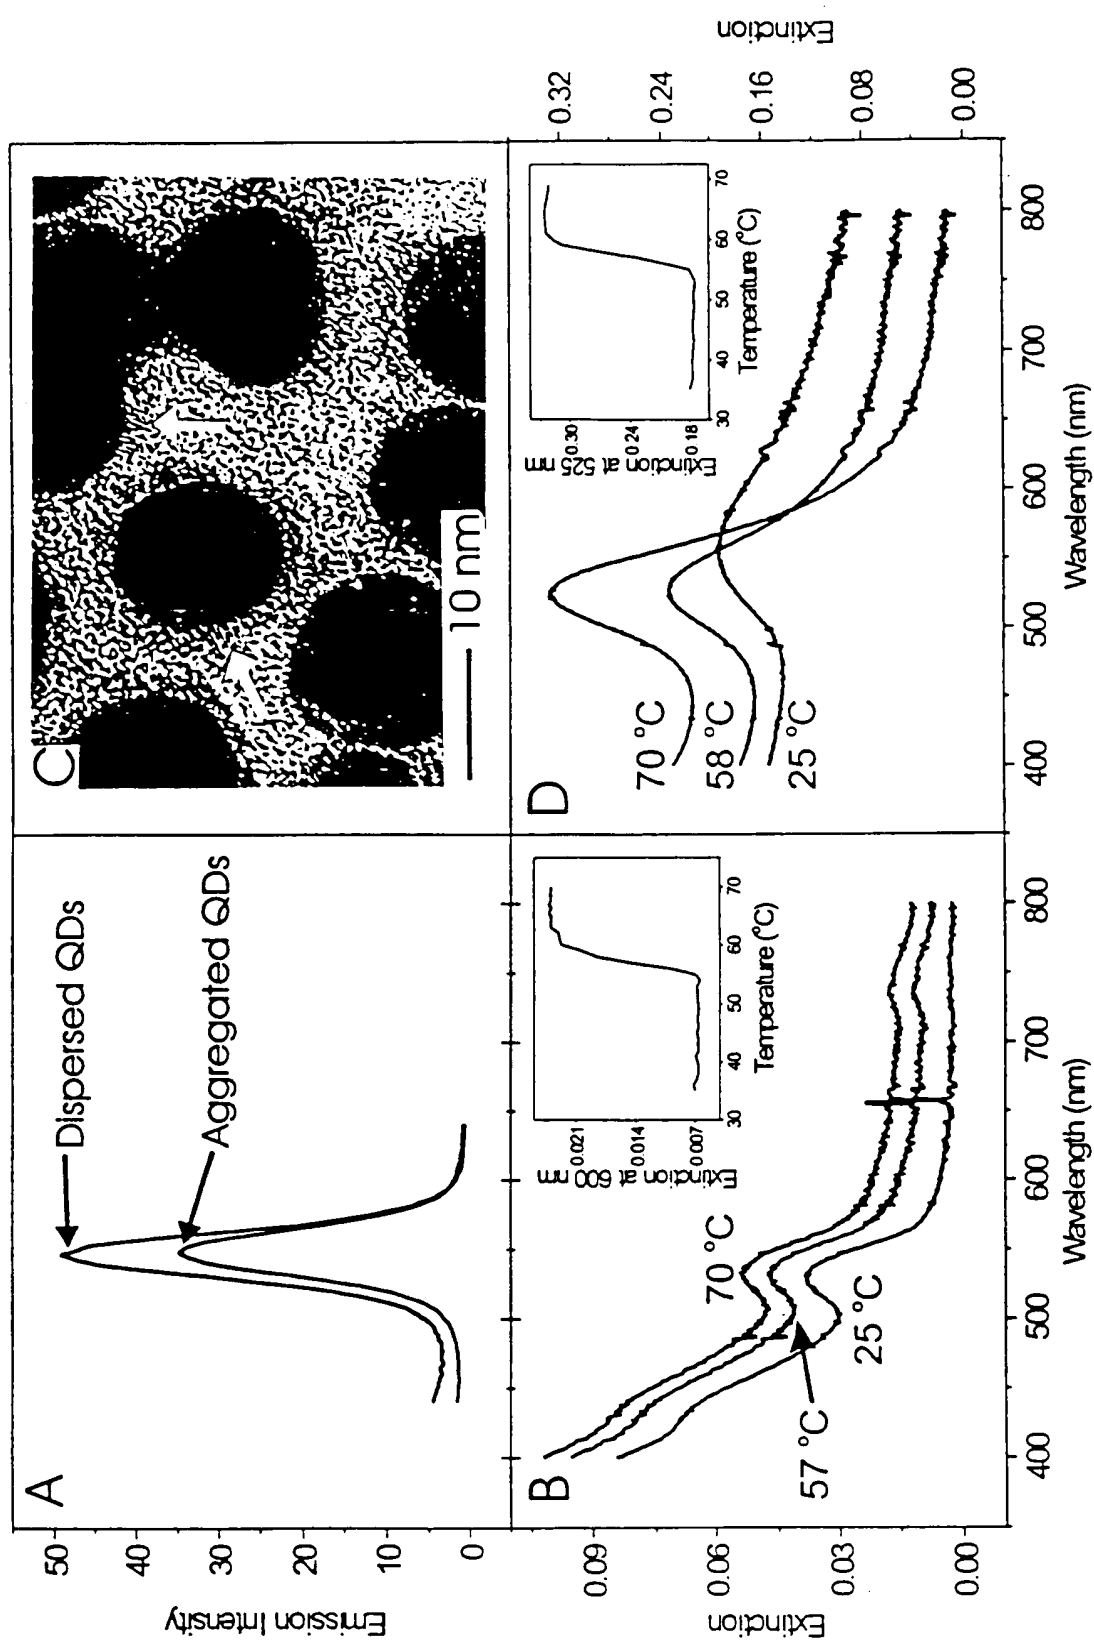 A
Dispersed QDs
Aggregated QDs
Emission Intensity
50
40
30
20
10
0
C
10 nm
B
70 °C
57 °C
25 °C
Extinction
0.09
0.06
0.03
0.00
400
500
600
700
800
Wavelength (nm)
Extinction at 600 nm
0.021
0.014
0.007
30
40
50
60
70
Temperature (°C)
D
70 °C
58 °C
25 °C
Extinction
0.32
0.24
0.16
0.08
0.00
400
500
600
700
800
Wavelength (nm)
Extinction at 525 nm
0.30
0.24
0.18
30
40
50
60
70
Temperature (°C)